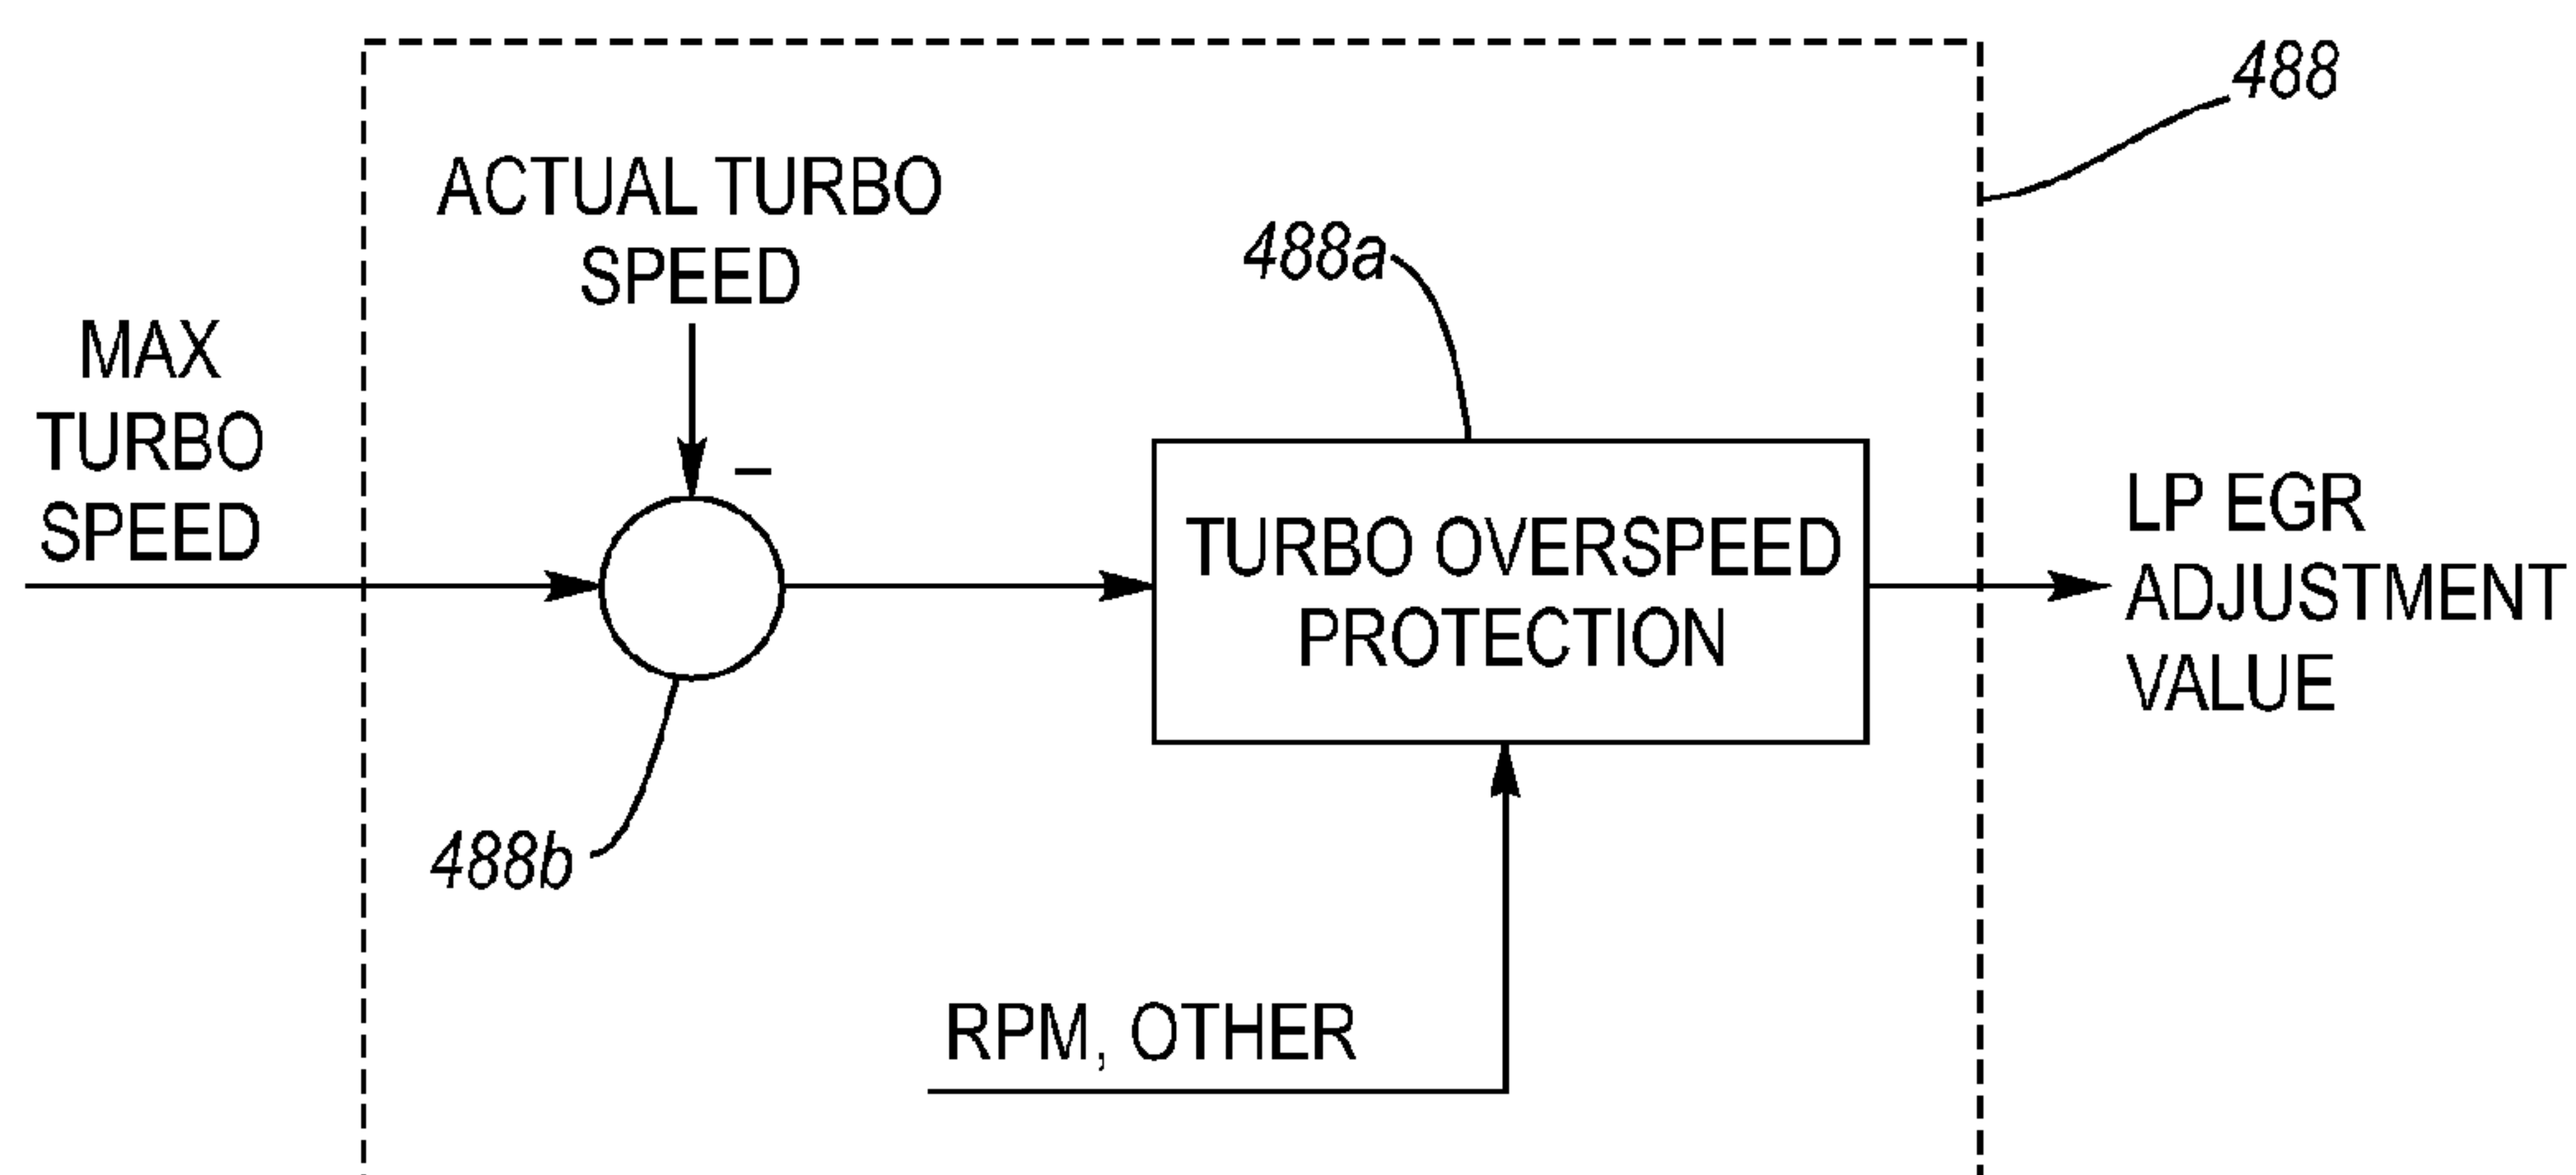 488
ACTUAL TURBO
SPEED
488a
MAX
TURBO
SPEED
–
TURBO OVERSPEED
PROTECTION
LP EGR
ADJUSTMENT
VALUE
488b
RPM, OTHER